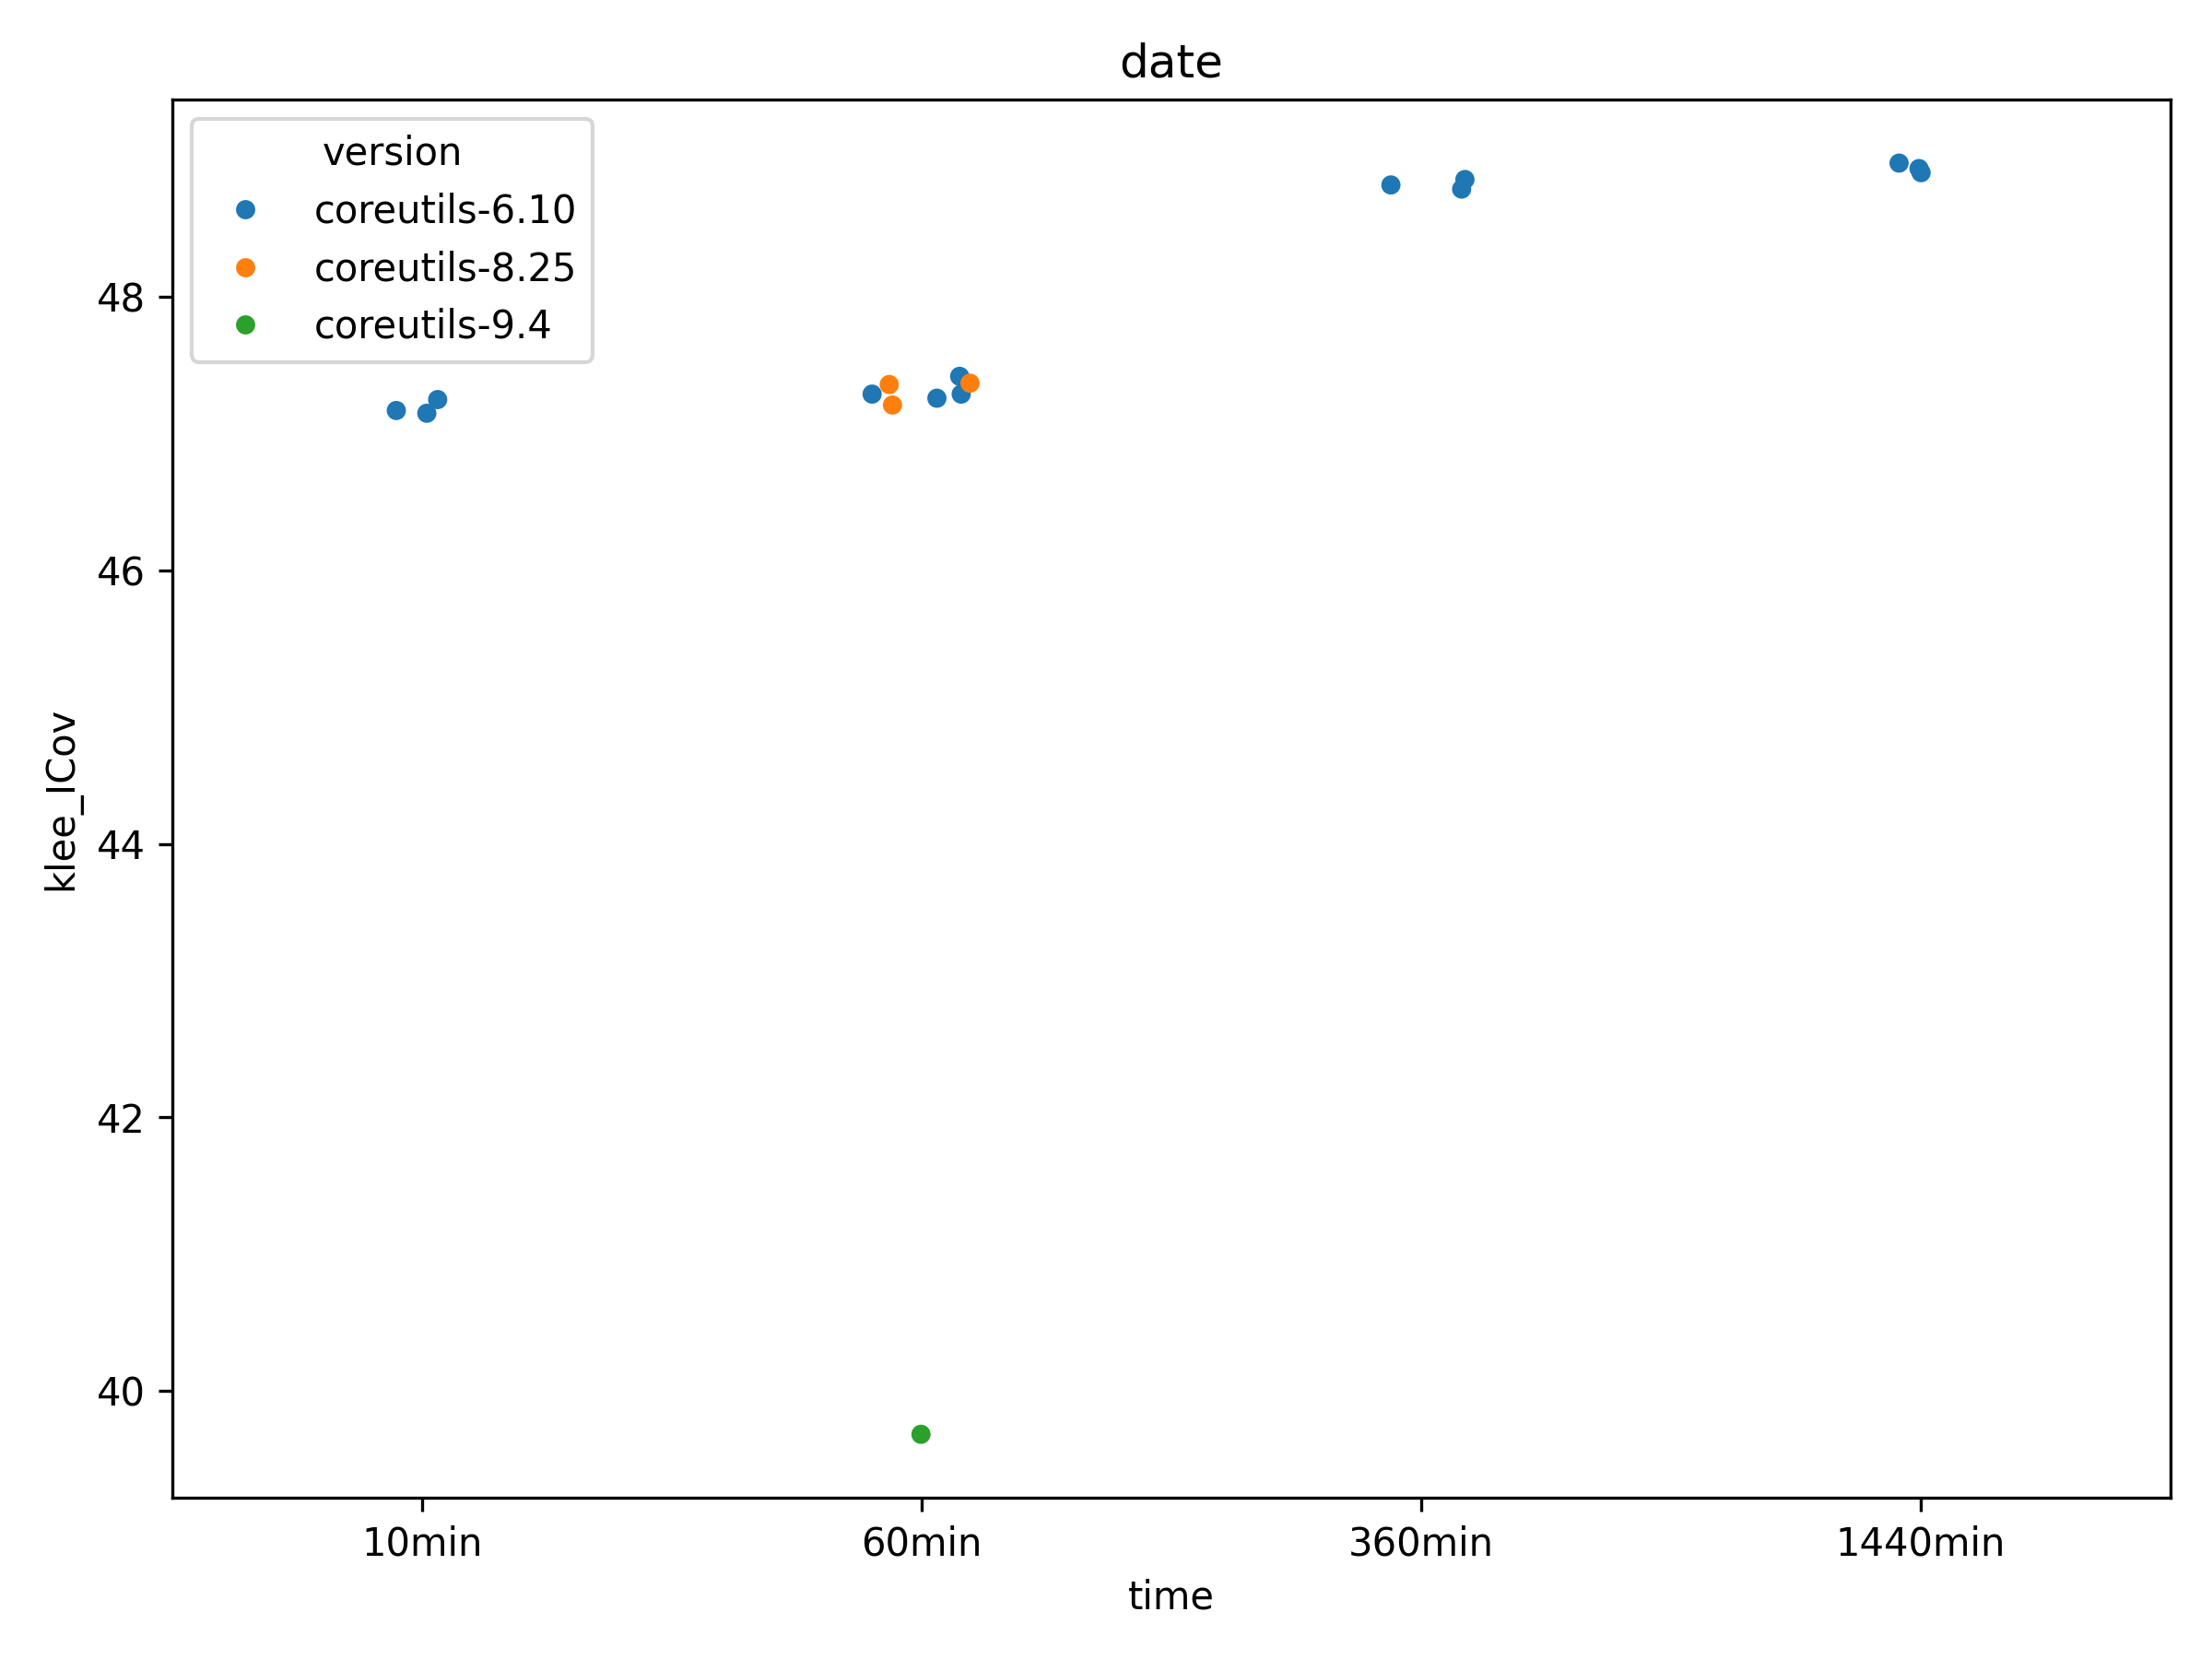 date
version
coreutils-6.10
coreutils-8.25
coreutils-9.4
48
46
44
42
40
klee_ICov
10min
60min
360min
1440min
time